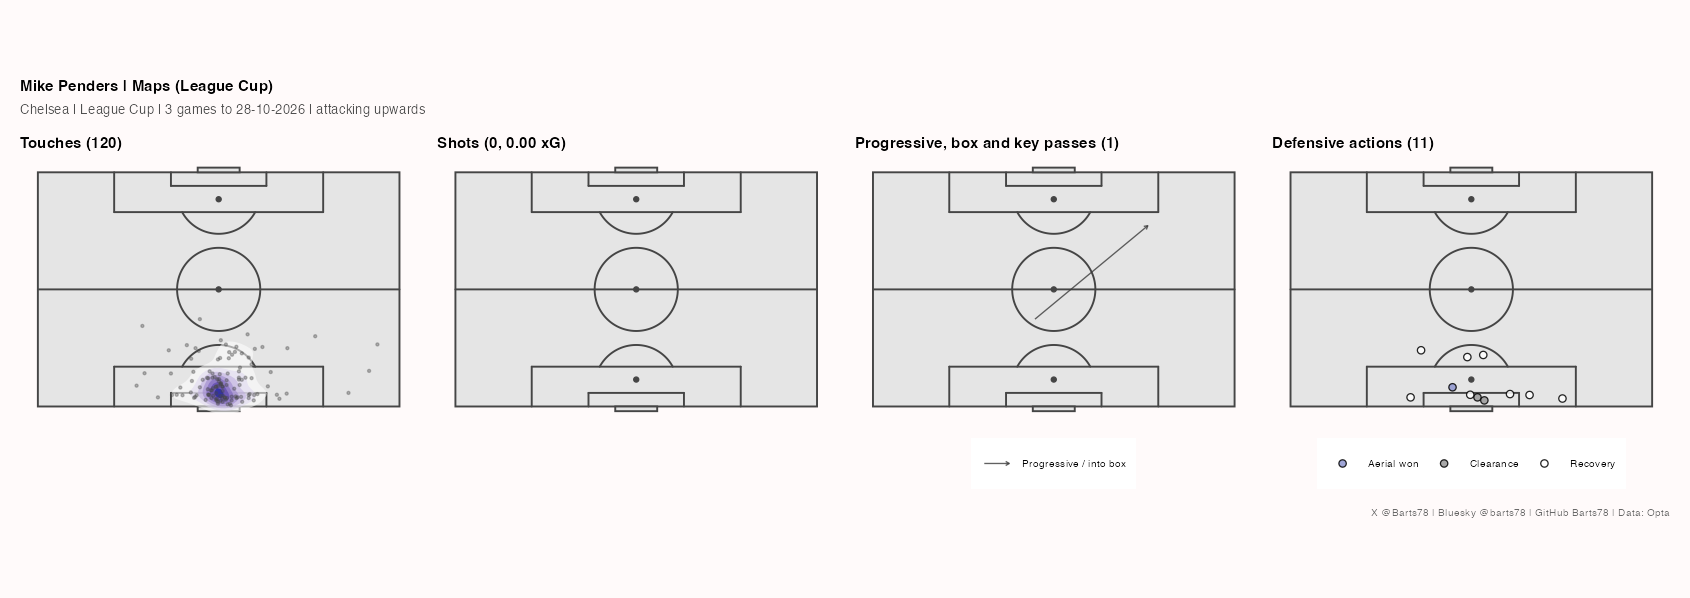 Mike Penders | Maps (League Cup)
Chelsea | League Cup | 3 games to 28-10-2026 | attacking upwards
Touches (120)
Shots (0, 0.00 xG)
Progressive, box and key passes (1)
Defensive actions (11)
Progressive / into box
Aerial won
Clearance
Recovery
X @Barts78 | Bluesky @barts78 | GitHub Barts78 | Data: Opta